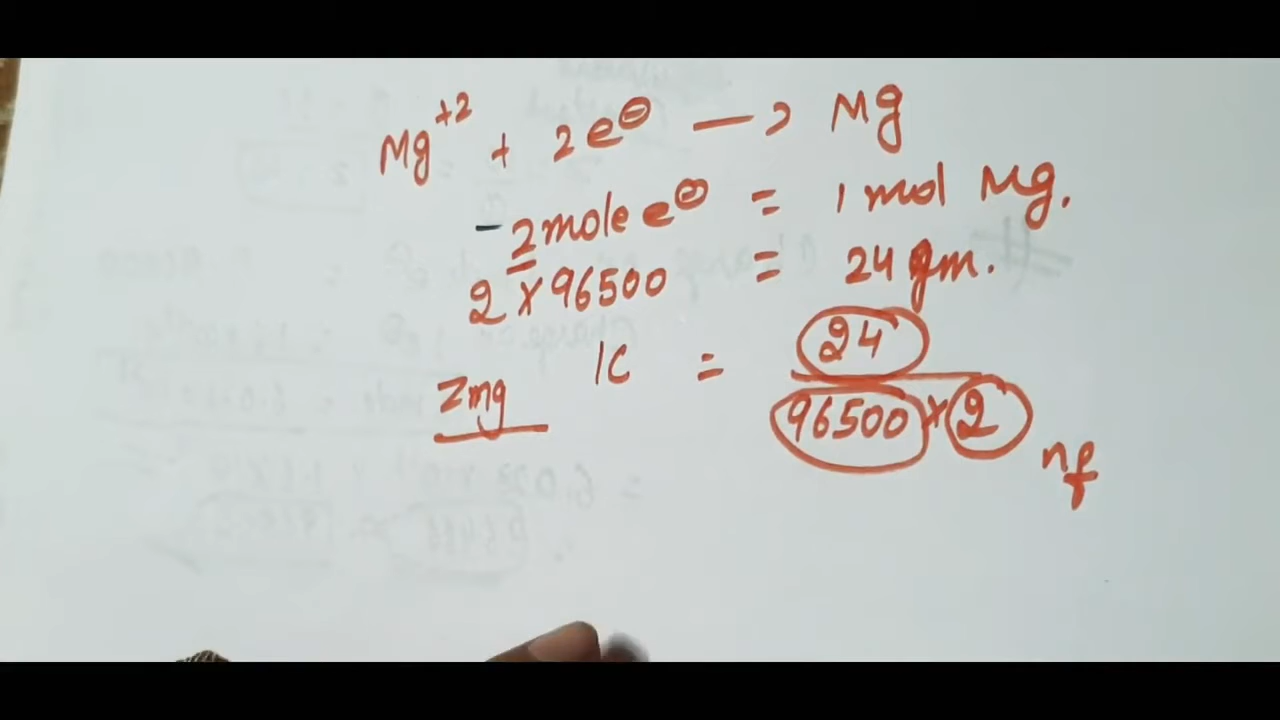 Mg+2 + 2e⊖ → Mg
2 mole e⊖ = 1 mol Mg.
2 × 96500 = 24 gm.
Zmg 1C = 24
96500 × 2
nf